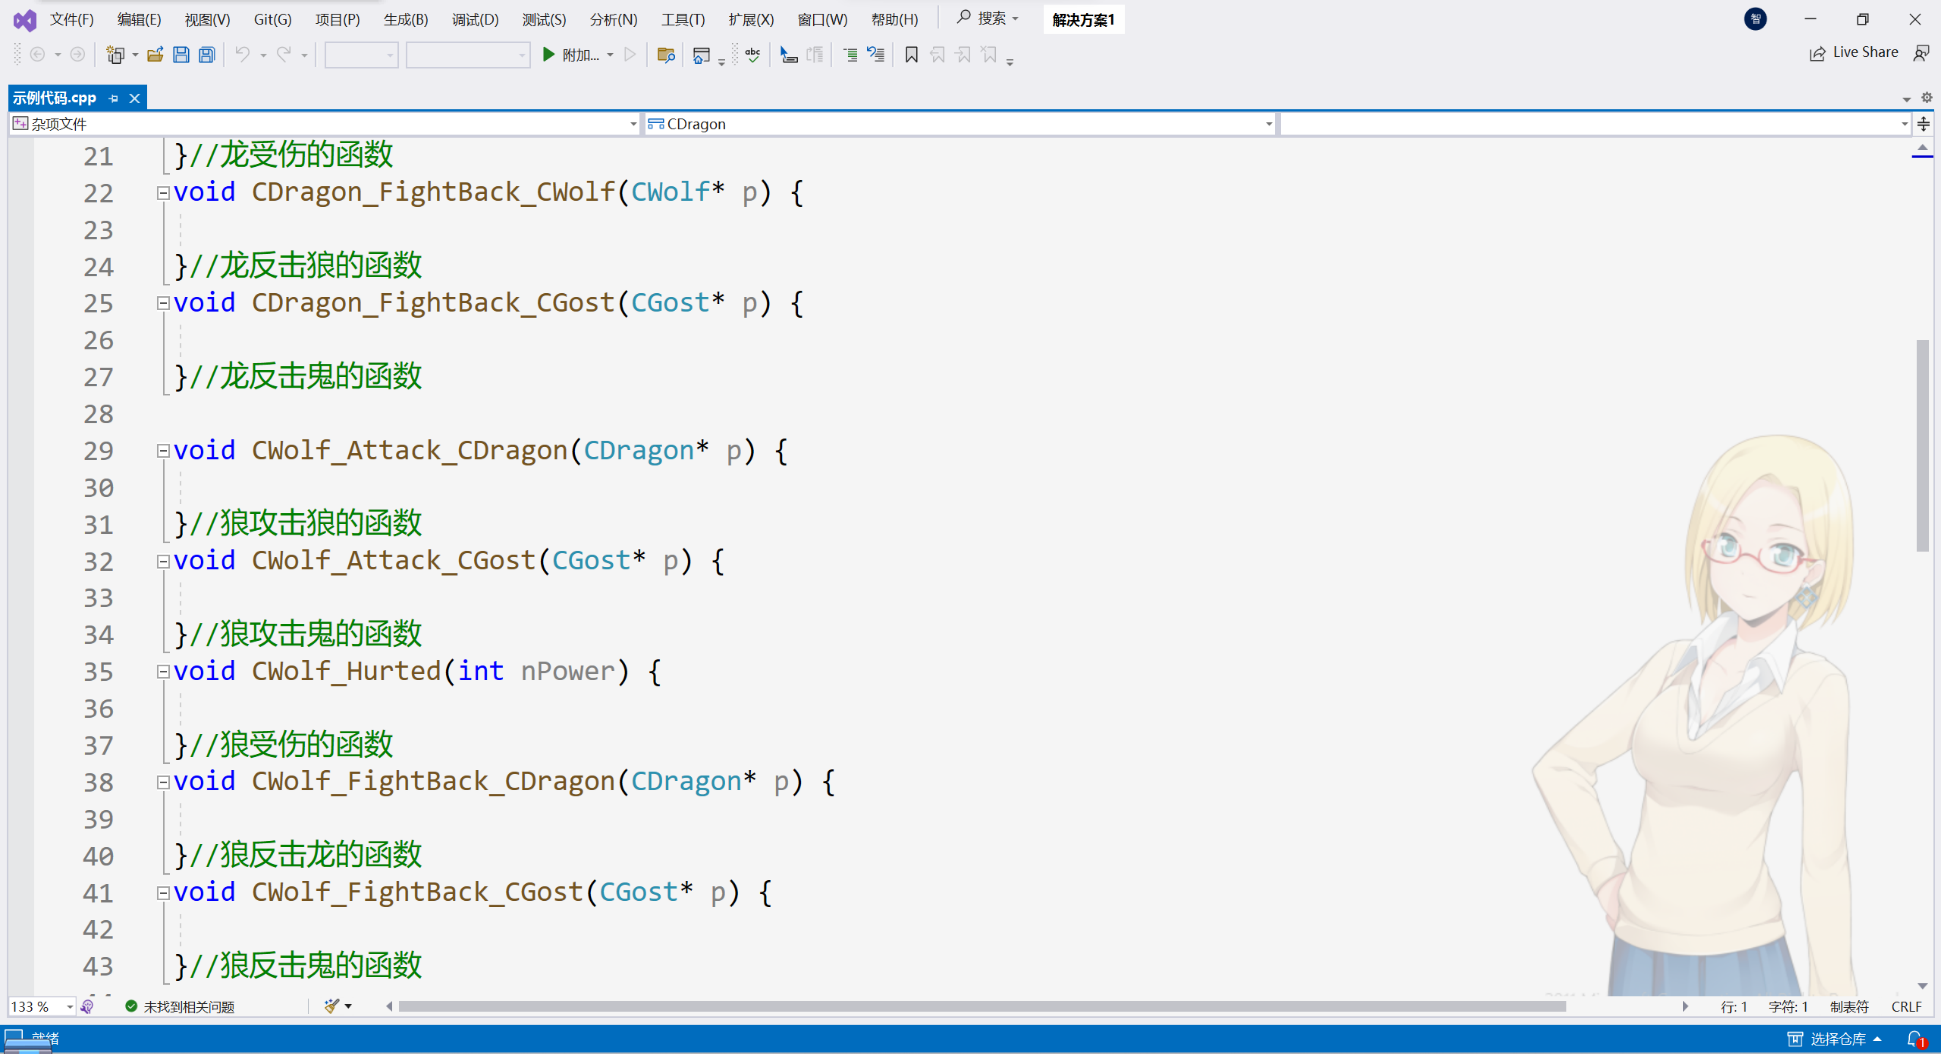 文件(F) 编辑(E) 视图(V) Git(G) 项目(P) 生成(B) 调试(D) 测试(S) 分析(N) 工具(T) 扩展(X) 窗口(W) 帮助(H) 搜索 解决方案1 智
附加... abc Live Share
示例代码.cpp
杂项文件 CDragon
21 }//龙受伤的函数
22 void CDragon_FightBack_CWolf(CWolf* p) {
23
24 }//龙反击狼的函数
25 void CDragon_FightBack_CGost(CGost* p) {
26
27 }//龙反击鬼的函数
28
29 void CWolf_Attack_CDragon(CDragon* p) {
30
31 }//狼攻击狼的函数
32 void CWolf_Attack_CGost(CGost* p) {
33
34 }//狼攻击鬼的函数
35 void CWolf_Hurted(int nPower) {
36
37 }//狼受伤的函数
38 void CWolf_FightBack_CDragon(CDragon* p) {
39
40 }//狼反击龙的函数
41 void CWolf_FightBack_CGost(CGost* p) {
42
43 }//狼反击鬼的函数
133 % 未找到相关问题 行: 1 字符: 1 制表符 CRLF
就绪 选择仓库 1